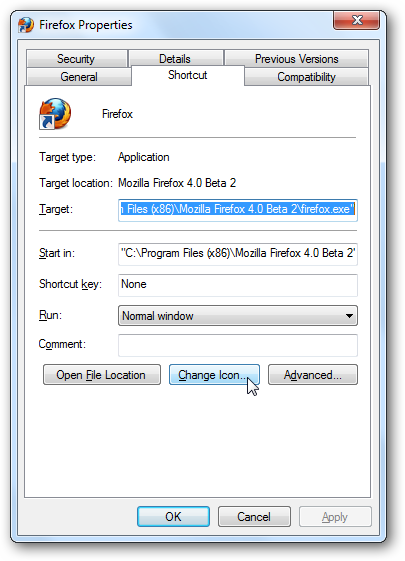 Firefox Properties
Security Details Previous Versions
General Shortcut Compatibility
Firefox
Target type: Application
Target location: Mozilla Firefox 4.0 Beta 2
Target: Files (x86)\Mozilla Firefox 4.0 Beta 2\firefox.exe"
Start in: "C:\Program Files (x86)\Mozilla Firefox 4.0 Beta 2"
Shortcut key: None
Run: Normal window
Comment:
Open File Location Change Icon... Advanced...
OK Cancel Apply